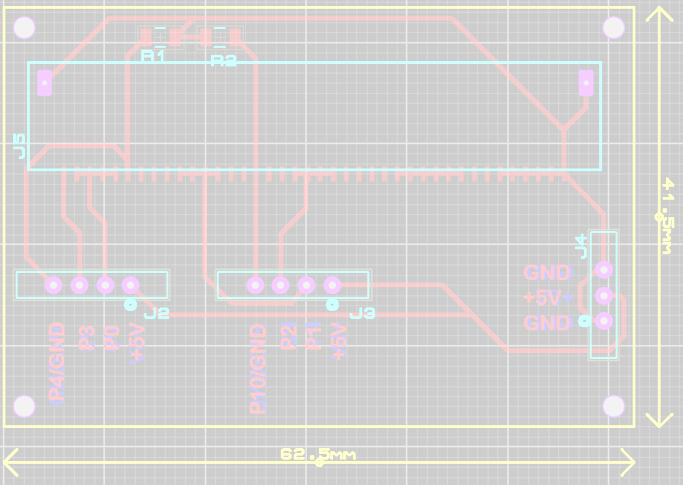 R1
R2
J5
41.5mm
J4
GND
+5V
GND
J2
J3
P4/GND
P3
P0
+5V
P10/GND
P2
P1
+5V
62.5mm